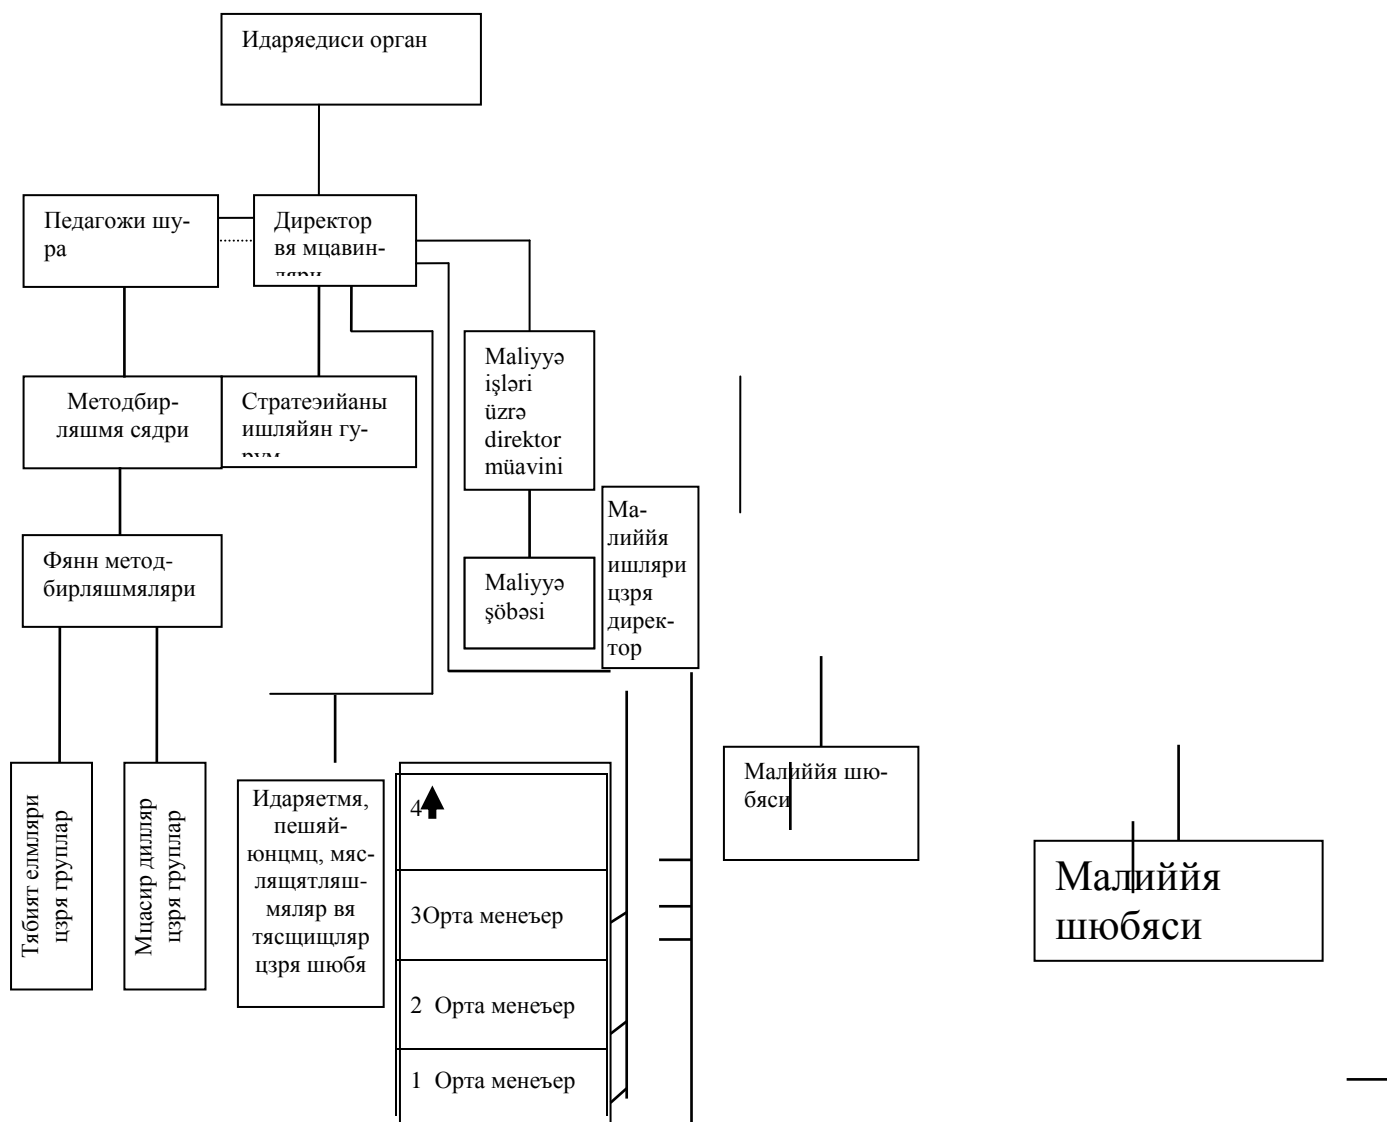 Идаряедиси орган
Педагожи шу-
ра
Директор
вя мцавин-
ляри
Maliyyə
işləri
üzrə
direktor
müavini
Методбир-
ляшмя сядри
Стратеэийаны
ишляйян гу-
рум
Ма-
лиййя
ишляри
цзря
дирек-
тор
Фянн метод-
бирляшмяляри
Maliyyə
şöbəsi
Тябият елмляри
цзря груплар
Мцасир дилляр
цзря груплар
Идаряетмя,
пешяй-
юнцмц, мяс-
лящятляш-
мяляр вя
тясщищляр
цзря шюбя
4
3Орта менеъер
2 Орта менеъер
1 Орта менеъер
Малиййя шю-
бяси
Малиййя
шюбяси